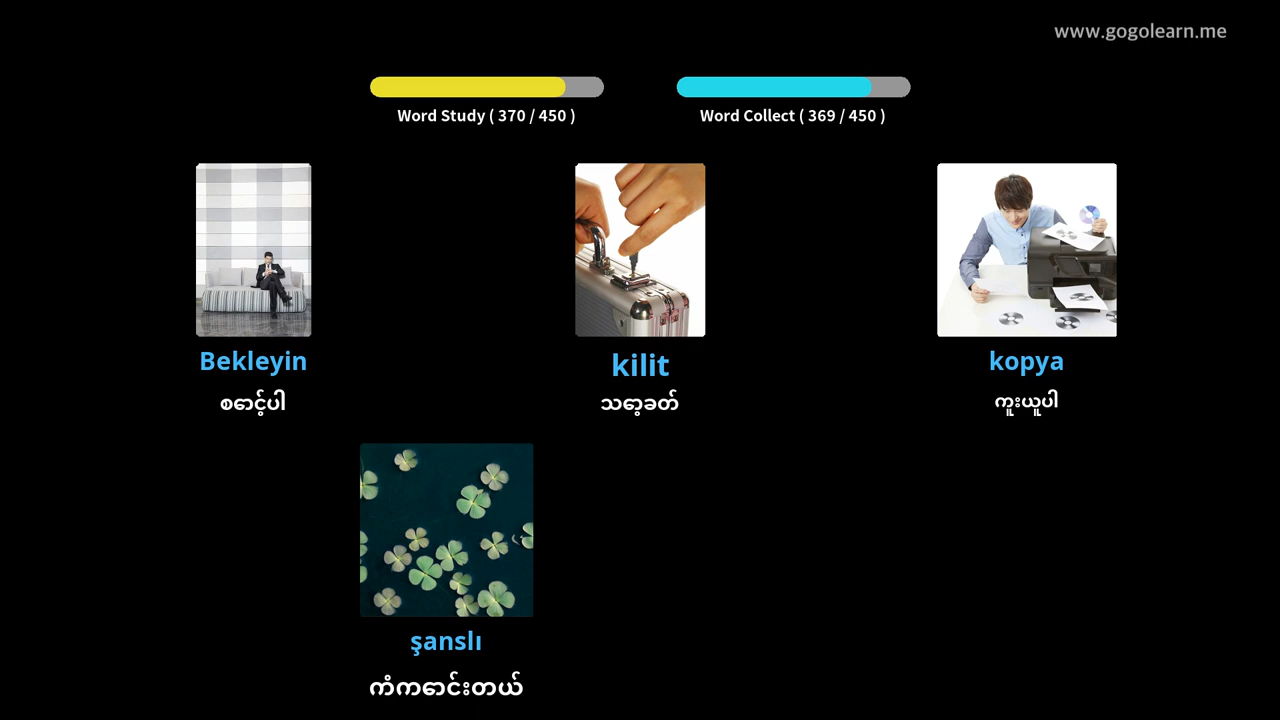 www.gogolearn.me
Word Study ( 370 / 450 )
Word Collect ( 369 / 450 )
Bekleyin
kilit
kopya
စောင့်ပါ
သော့ခတ်
ကူးယူပါ
şanslı
ကံကောင်းတယ်